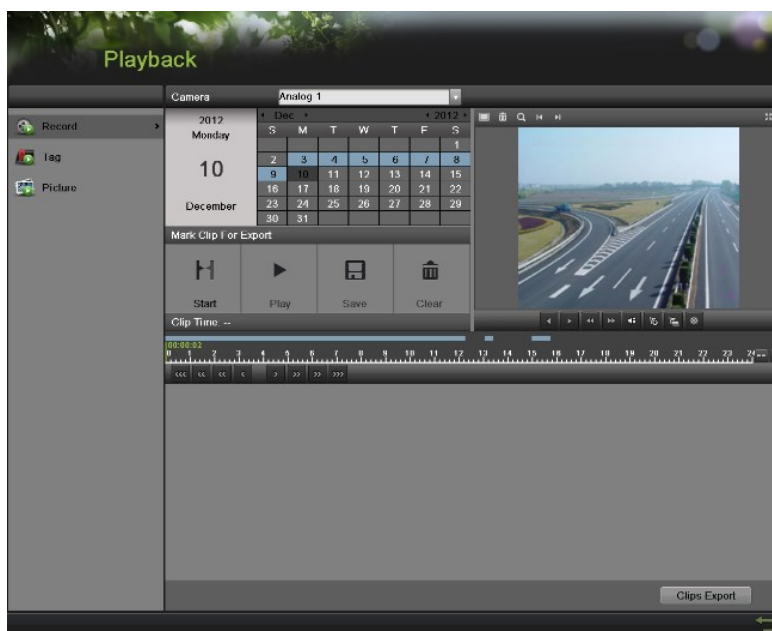 Playback
Camera Analog 1
Record
Tag
Picture
2012
Monday
10
December
Dec 2012
S M T W T F S
1
2 3 4 5 6 7 8
9 10 11 12 13 14 15
16 17 18 19 20 21 22
23 24 25 26 27 28 29
30 31
Mark Clip For Export
Start Play Save Clear
Clip Time: --
00:00:02
0 1 2 3 4 5 6 7 8 9 10 11 12 13 14 15 16 17 18 19 20 21 22 23 24
Clips Export